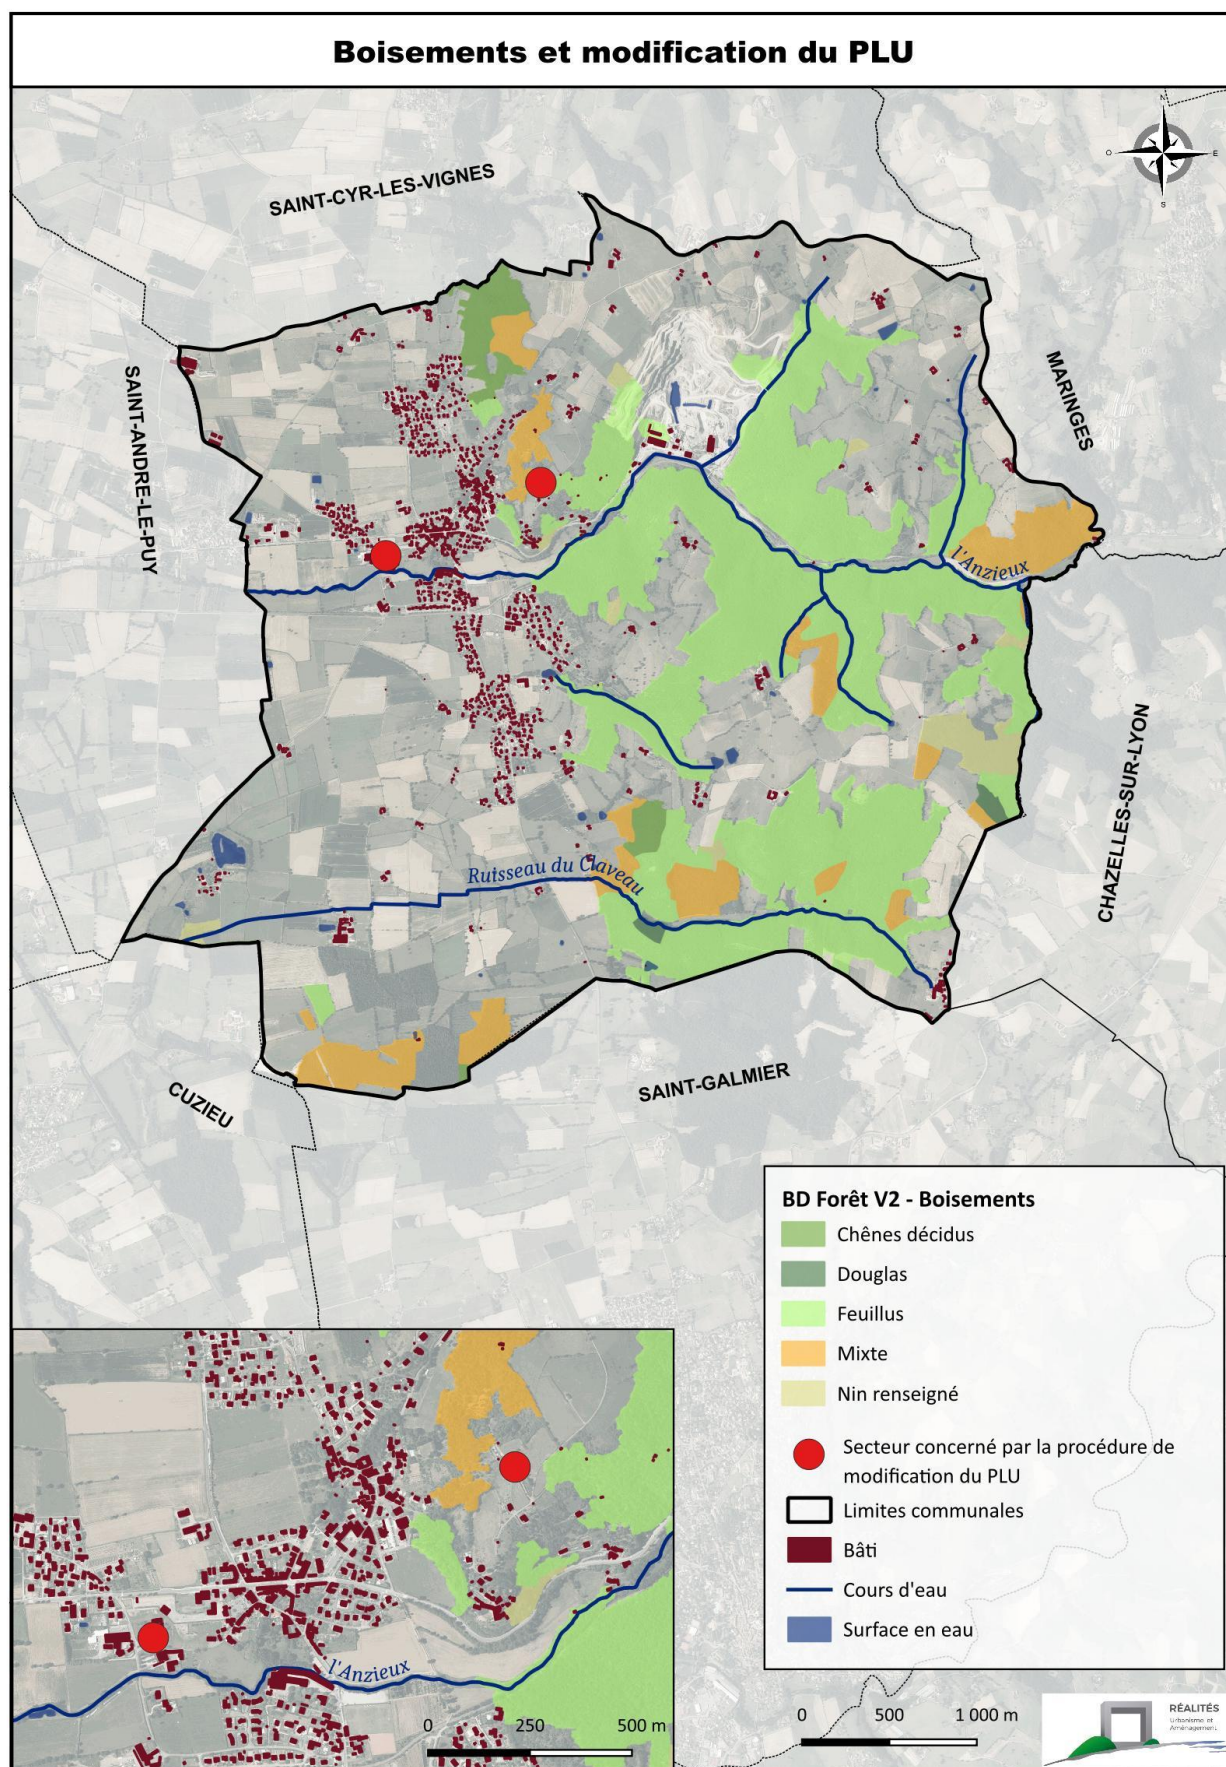 Boisements et modification du PLU
N
O
E
S
SAINT-CYR-LES-VIGNES
SAINT-ANDRE-LE-PUY
MARINGES
l'Anzieux
CHAZELLES-SUR-LYON
Ruisseau du Claveau
SAINT-GALMIER
CUZIEU
BD Forêt V2 - Boisements
Chênes décidus
Douglas
Feuillus
Mixte
Nin renseigné
Secteur concerné par la procédure de
modification du PLU
Limites communales
Bâti
Cours d'eau
Surface en eau
l'Anzieux
0 250 500 m
0 500 1 000 m
RÉALITÉS
Urbanisme et
Aménagement